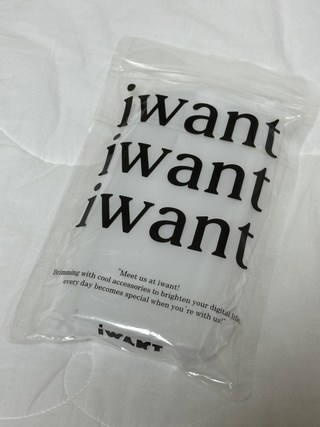 iwant
iwant
iwant
"Meet us at iwant!
Brimming with cool accessories to brighten your digital life,
every day becomes special when you're with us!"
iWANT